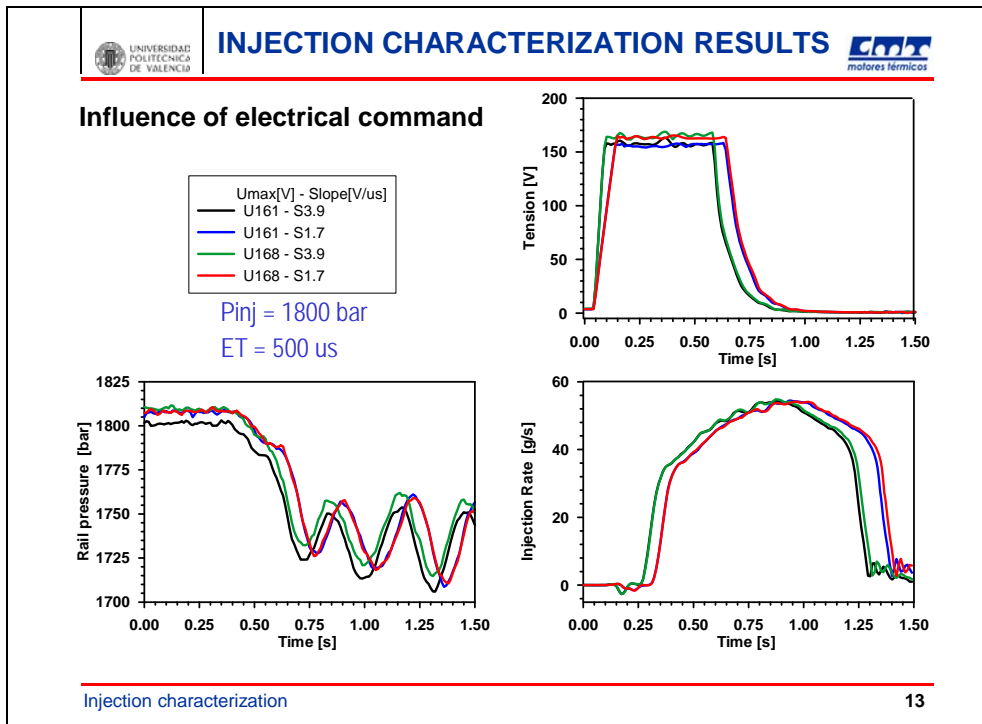 UNIVERSIDAD
POLITECNICA
DE VALENCIA
INJECTION CHARACTERIZATION RESULTS
motores térmicos
Influence of electrical command
Umax[V] - Slope[V/us]
U161 - S3.9
U161 - S1.7
U168 - S3.9
U168 - S1.7
Pinj = 1800 bar
ET = 500 us
Tension [V]
200
150
100
50
0
0.00 0.25 0.50 0.75 1.00 1.25 1.50
Time [s]
Rail pressure [bar]
1825
1800
1775
1750
1725
1700
0.00 0.25 0.50 0.75 1.00 1.25 1.50
Time [s]
Injection Rate [g/s]
60
40
20
0
0.00 0.25 0.50 0.75 1.00 1.25 1.50
Time [s]
Injection characterization
13